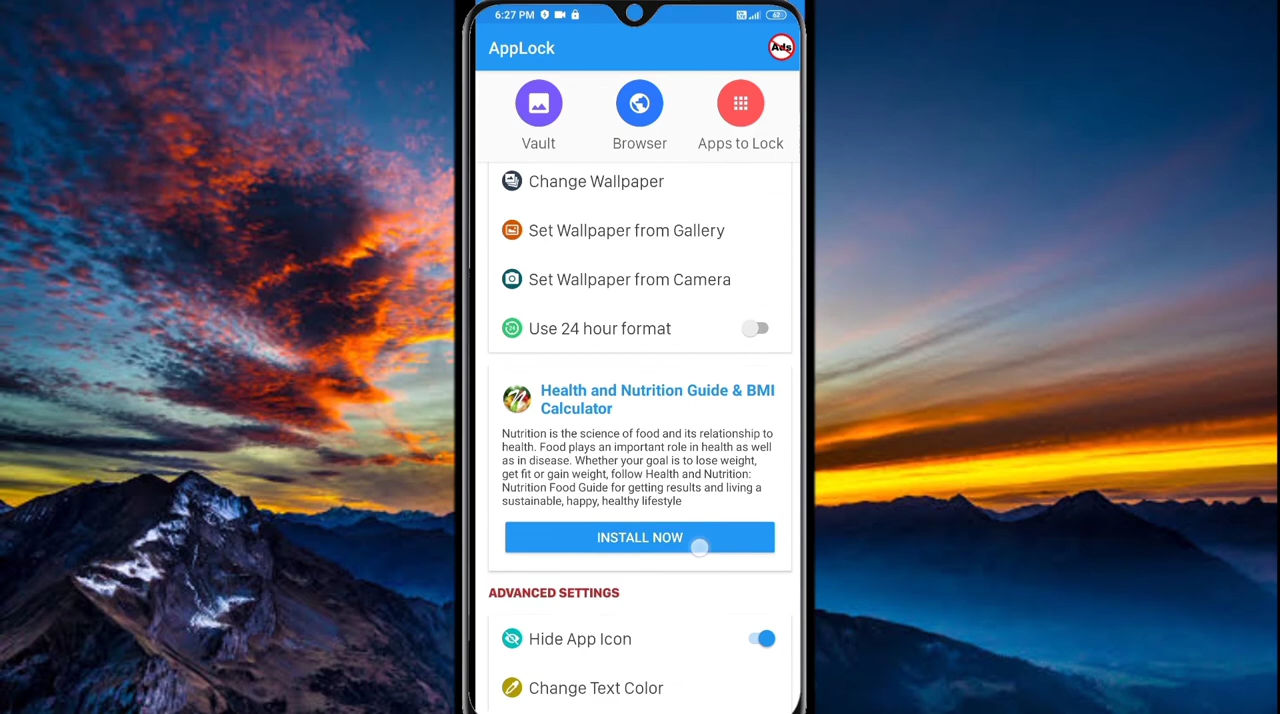 6:27 PM 62
AppLock Ads
Vault Browser Apps to Lock
Change Wallpaper
Set Wallpaper from Gallery
Set Wallpaper from Camera
24 Use 24 hour format
Health and Nutrition Guide & BMI
Calculator
Nutrition is the science of food and its relationship to
health. Food plays an important role in health as well
as in disease. Whether your goal is to lose weight,
get fit or gain weight, follow Health and Nutrition:
Nutrition Food Guide for getting results and living a
sustainable, happy, healthy lifestyle
INSTALL NOW
ADVANCED SETTINGS
Hide App Icon
Change Text Color